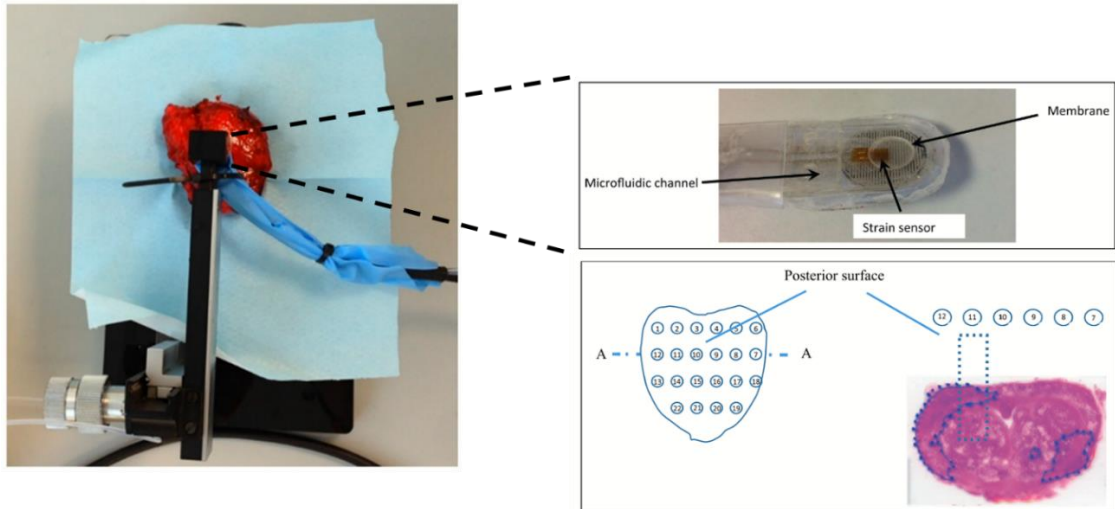 Membrane
Microfluidic channel
Strain sensor
Posterior surface
12 11 10 9 8 7
1 2 3 4 5 6
A 12 11 10 9 8 7 A
13 14 15 16 17 18
22 21 20 19